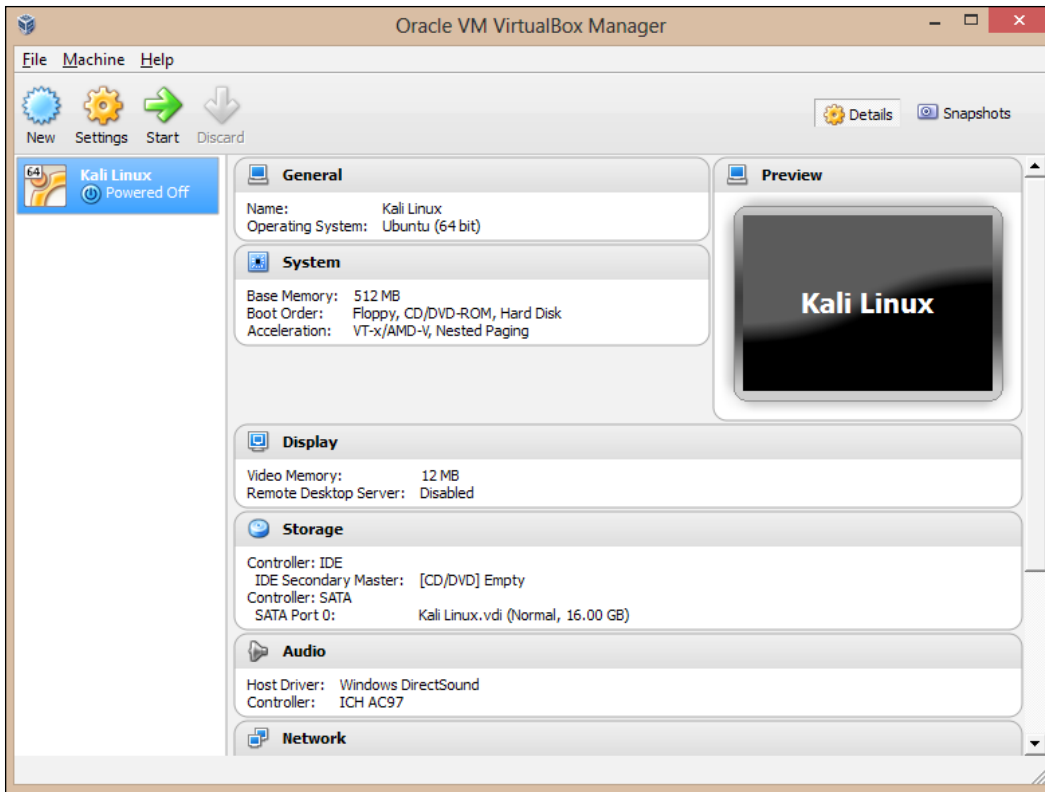 Oracle VM VirtualBox Manager
File Machine Help
New Settings Start Discard
Details Snapshots
64 Kali Linux
Powered Off
General
Name: Kali Linux
Operating System: Ubuntu (64 bit)
System
Base Memory: 512 MB
Boot Order: Floppy, CD/DVD-ROM, Hard Disk
Acceleration: VT-x/AMD-V, Nested Paging
Preview
Kali Linux
Display
Video Memory: 12 MB
Remote Desktop Server: Disabled
Storage
Controller: IDE
IDE Secondary Master: [CD/DVD] Empty
Controller: SATA
SATA Port 0: Kali Linux.vdi (Normal, 16.00 GB)
Audio
Host Driver: Windows DirectSound
Controller: ICH AC97
Network